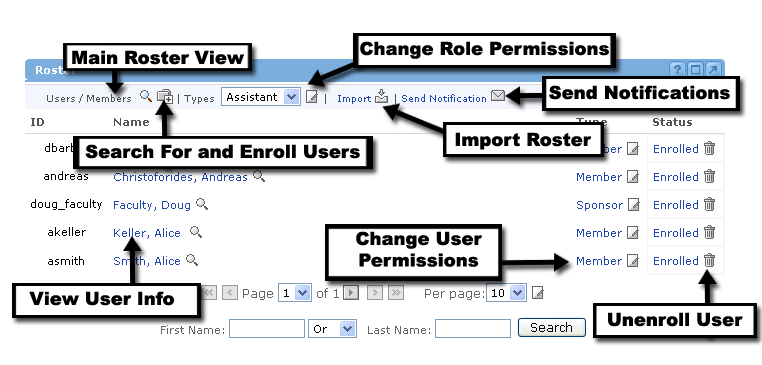 Main Roster View
Change Role Permissions
Roster
Users / Members | Types Assistant | Import | Send Notification
Send Notifications
Search For and Enroll Users
Import Roster
ID Name Type Status
Enrolled
andreas Christoforides, Andreas Member Enrolled
doug_faculty Faculty, Doug Sponsor Enrolled
akeller Keller, Alice Member Enrolled
asmith Smith, Alice Member Enrolled
Change User
Permissions
View User Info
Page 1 of 1 Per page: 10
Unenroll User
First Name: Or Last Name: Search